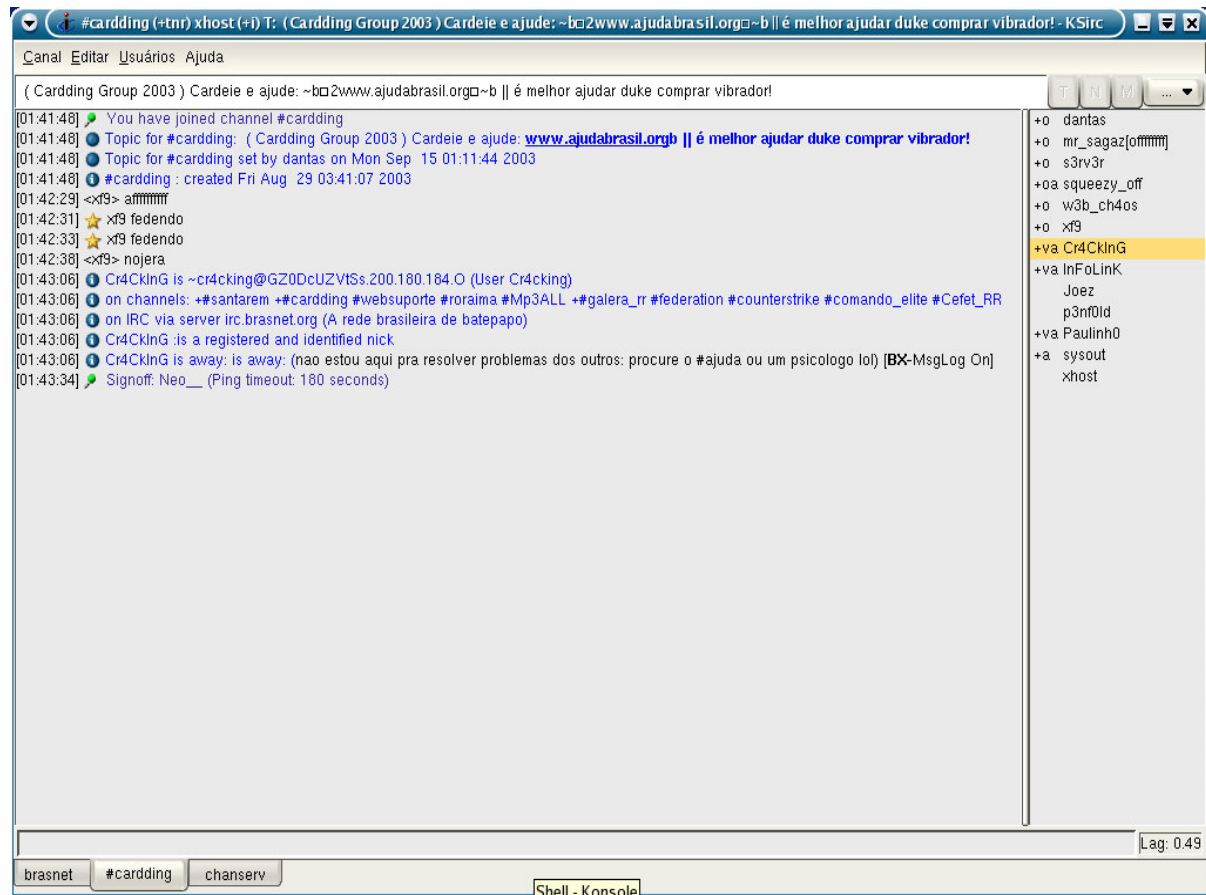 #cardding (+tnr) xhost (+i) T: ( Cardding Group 2003 ) Cardeie e ajude: ~b□2www.ajudabrasil.org□~b || é melhor ajudar duke comprar vibrador! - KSirc
Canal Editar Usuários Ajuda
( Cardding Group 2003 ) Cardeie e ajude: ~b□2www.ajudabrasil.org□~b || é melhor ajudar duke comprar vibrador!
T N M ...
[01:41:48] You have joined channel #cardding
[01:41:48] Topic for #cardding: ( Cardding Group 2003 ) Cardeie e ajude: www.ajudabrasil.orgb || é melhor ajudar duke comprar vibrador!
[01:41:48] Topic for #cardding set by dantas on Mon Sep 15 01:11:44 2003
[01:41:48] #cardding : created Fri Aug 29 03:41:07 2003
[01:42:29] <xf9> affffffffff
[01:42:31] xf9 fedendo
[01:42:33] xf9 fedendo
[01:42:38] <xf9> nojera
[01:43:06] Cr4CkInG is ~cr4cking@GZ0DcUZVtSs.200.180.184.O (User Cr4cking)
[01:43:06] on channels: +#santarem +#cardding #websuporte #roraima #Mp3ALL +#galera_rr #federation #counterstrike #comando_elite #Cefet_RR
[01:43:06] on IRC via server irc.brasnet.org (A rede brasileira de batepapo)
[01:43:06] Cr4CkInG :is a registered and identified nick
[01:43:06] Cr4CkInG is away: is away: (nao estou aqui pra resolver problemas dos outros: procure o #ajuda ou um psicologo lol) [BX-MsgLog On]
[01:43:34] Signoff: Neo__ (Ping timeout: 180 seconds)
+o dantas
+o mr_sagaz[offffffff]
+o s3rv3r
+oa squeezy_off
+o w3b_ch4os
+o xf9
+va Cr4CkInG
+va InFoLinK
Joez
p3nf0ld
+va Paulinh0
+a sysout
xhost
Lag: 0.49
brasnet #cardding chanserv
Shell - Konsole